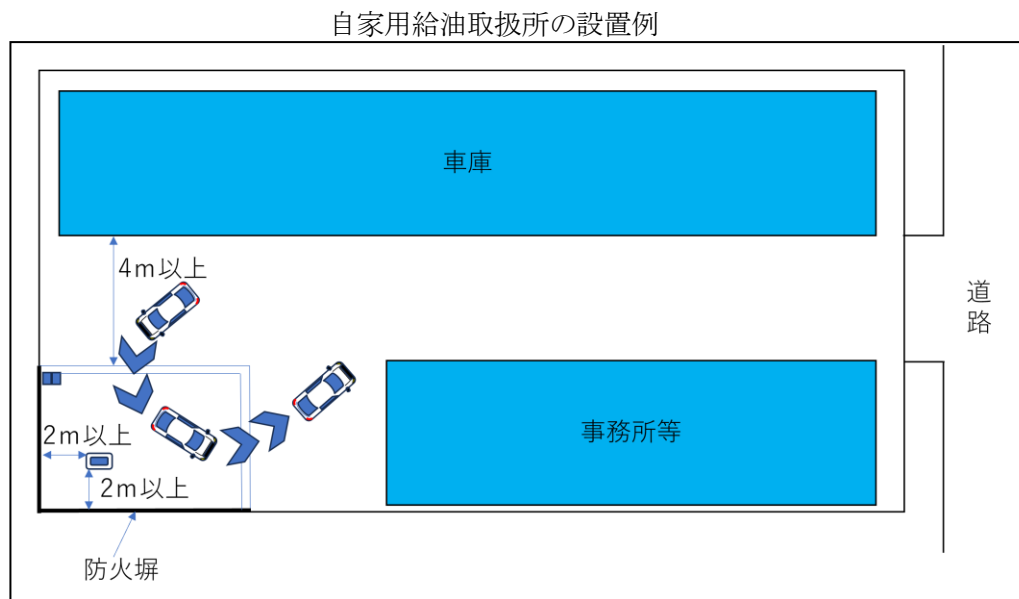 自家用給油取扱所の設置例
車庫
4m以上
道
路
2m以上
事務所等
2m以上
防火塀